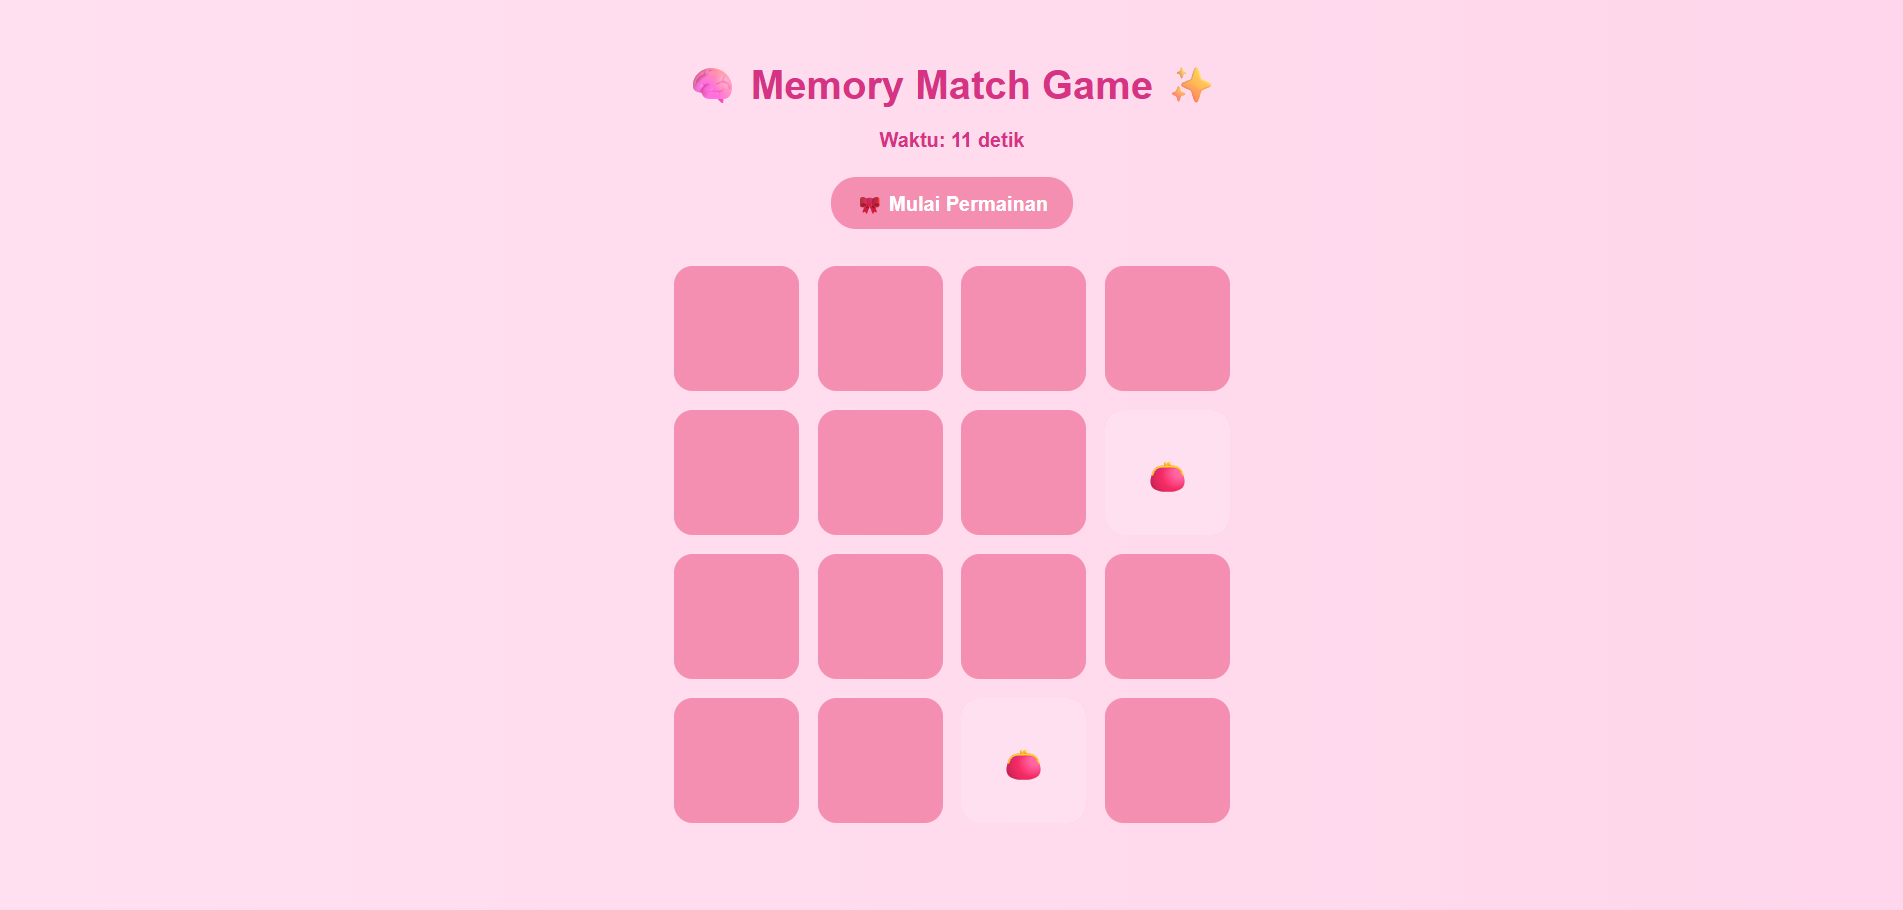 🧠 Memory Match Game ✨
Waktu: 11 detik
🎀 Mulai Permainan